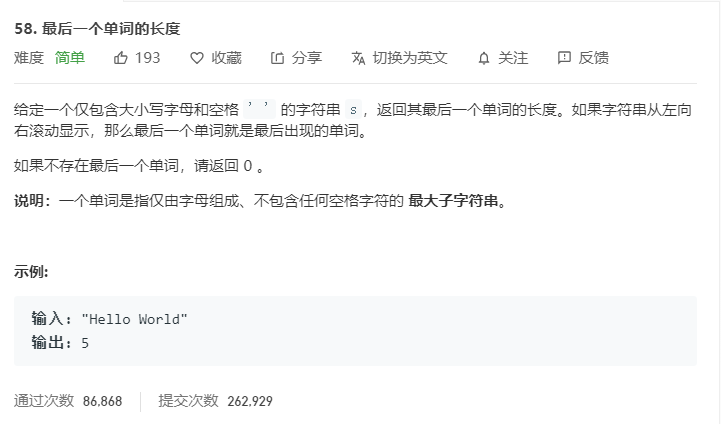 58. 最后一个单词的长度
难度 简单 193 收藏 分享 切换为英文 关注 反馈
给定一个仅包含大小写字母和空格 ' ' 的字符串 s，返回其最后一个单词的长度。如果字符串从左向
右滚动显示，那么最后一个单词就是最后出现的单词。
如果不存在最后一个单词，请返回 0 。
说明：一个单词是指仅由字母组成、不包含任何空格字符的 最大子字符串。
示例:
输入: "Hello World"
输出: 5
通过次数 86,868 提交次数 262,929